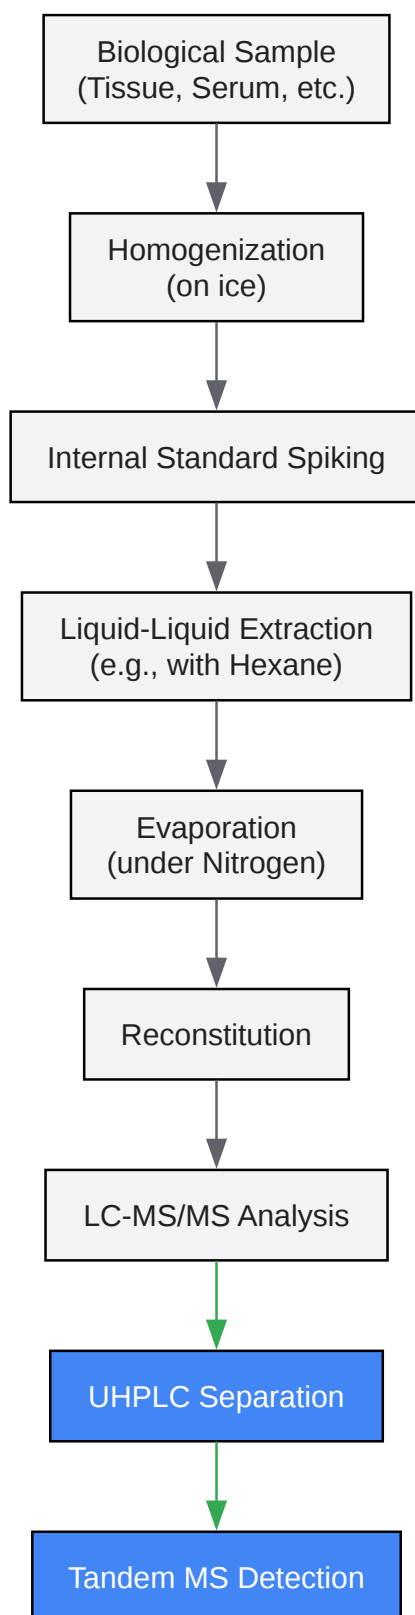 Biological Sample
(Tissue, Serum, etc.)
Homogenization
(on ice)
Internal Standard Spiking
Liquid-Liquid Extraction
(e.g., with Hexane)
Evaporation
(under Nitrogen)
Reconstitution
LC-MS/MS Analysis
UHPLC Separation
Tandem MS Detection